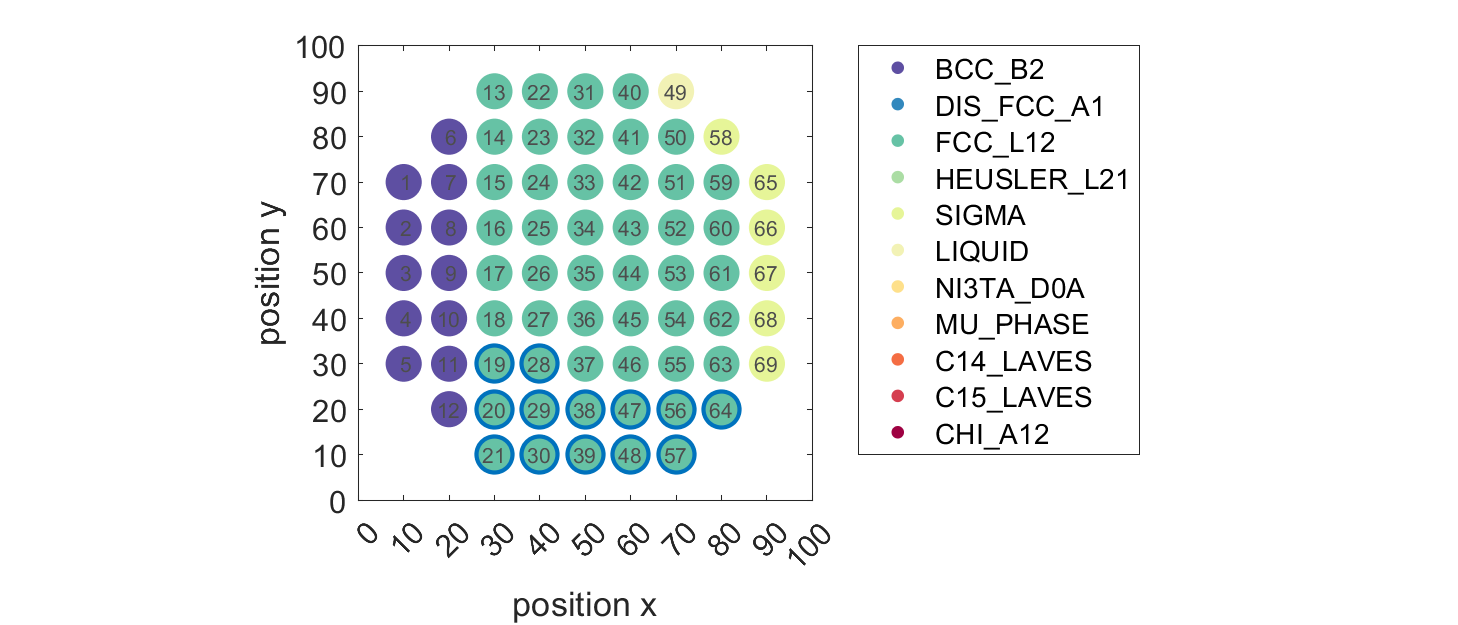 100
90 13 22 31 40 49
80 6 14 23 32 41 50 58
70 1 7 15 24 33 42 51 59 65
60 2 8 16 25 34 43 52 60 66
50 3 9 17 26 35 44 53 61 67
40 4 10 18 27 36 45 54 62 68
30 5 11 19 28 37 46 55 63 69
20 12 20 29 38 47 56 64
10 21 30 39 48 57
0
0 10 20 30 40 50 60 70 80 90 100
position x
position y
BCC_B2
DIS_FCC_A1
FCC_L12
HEUSLER_L21
SIGMA
LIQUID
NI3TA_D0A
MU_PHASE
C14_LAVES
C15_LAVES
CHI_A12